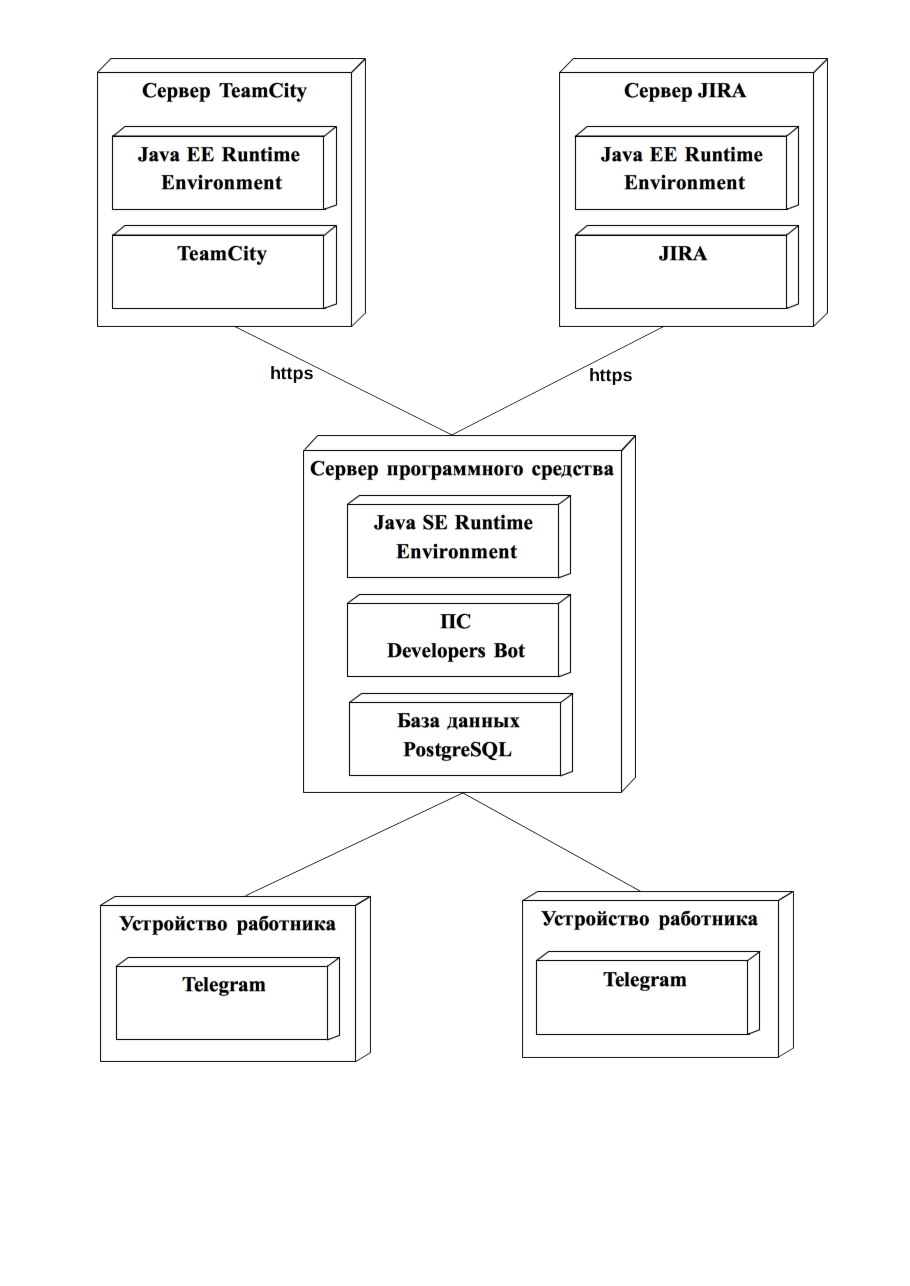 Сервер TeamCity
Java EE Runtime
Environment
TeamCity
Сервер JIRA
Java EE Runtime
Environment
JIRA
https
https
Сервер программного средства
Java SE Runtime
Environment
ПС
Developers Bot
База данных
PostgreSQL
Устройство работника
Telegram
Устройство работника
Telegram